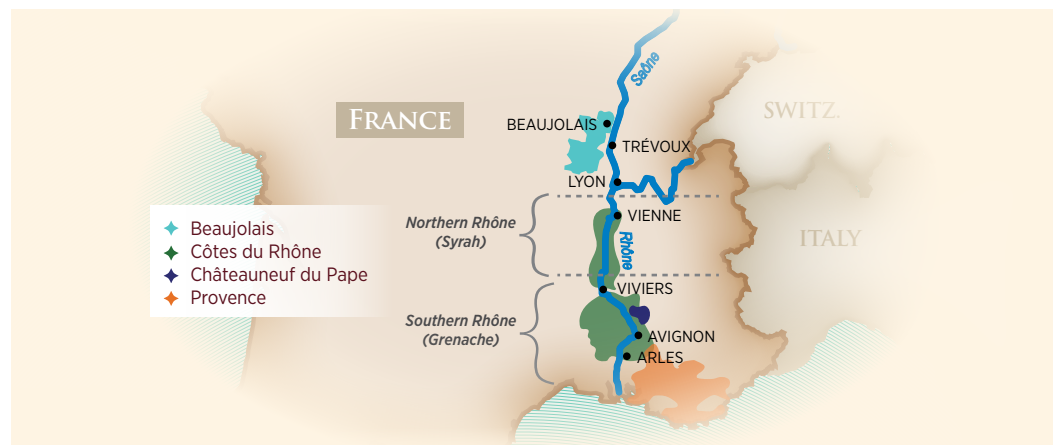 Saône
SWITZ.
FRANCE
BEAUJOLAIS
TRÉVOUX
LYON
Northern Rhône
(Syrah)
VIENNE
Rhône
ITALY
Beaujolais
Côtes du Rhône
Châteauneuf du Pape
Provence
VIVIERS
Southern Rhône
(Grenache)
AVIGNON
ARLES